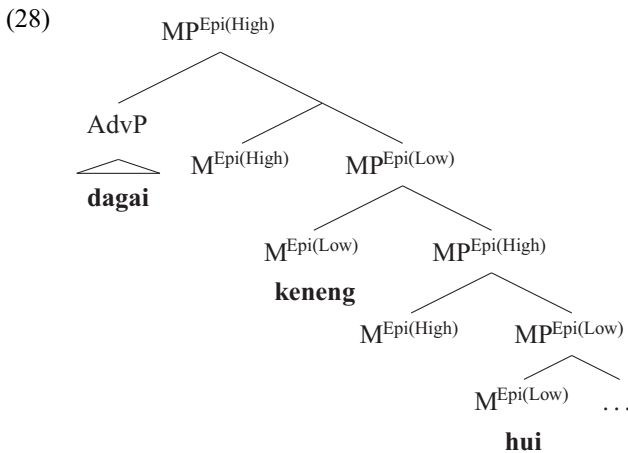 (28)
MP^Epi(High)
AdvP
M^Epi(High) MP^Epi(Low)
dagai
M^Epi(Low) MP^Epi(High)
keneng
M^Epi(High) MP^Epi(Low)
M^Epi(Low) ...
hui